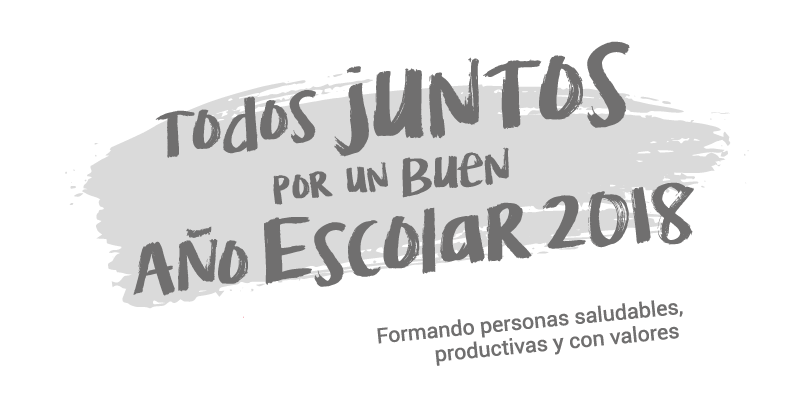 Todos juntos
por un buen
Año Escolar 2018
Formando personas saludables,
productivas y con valores